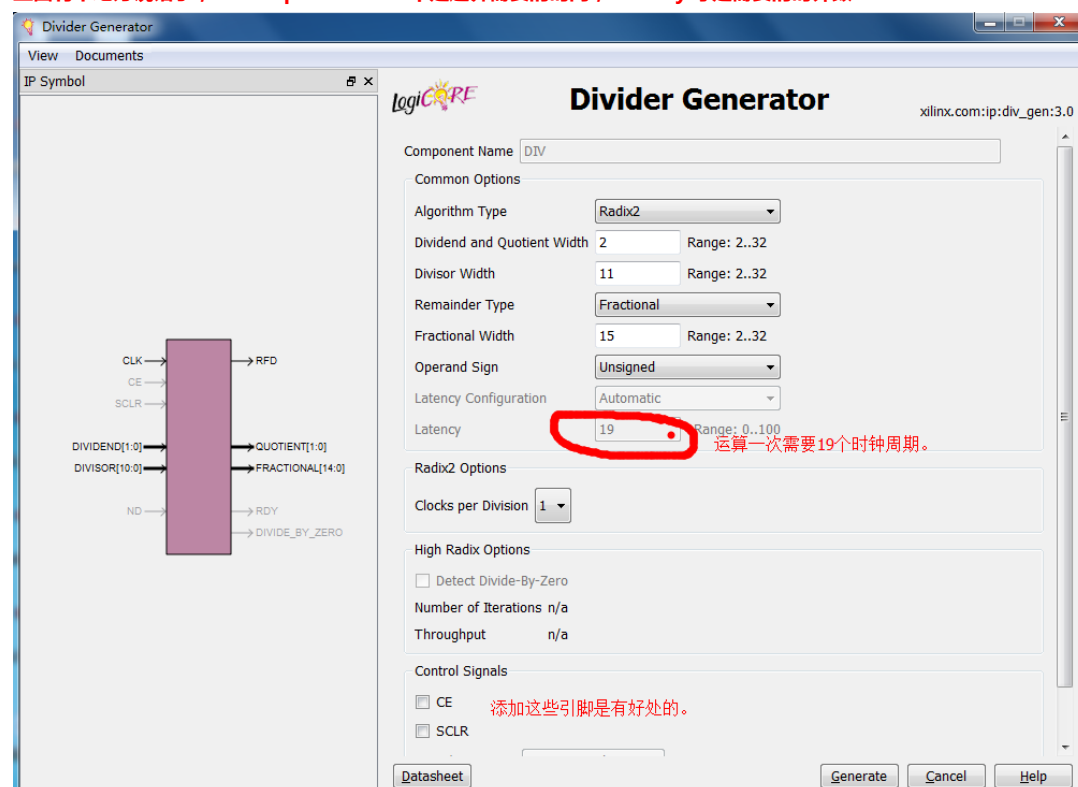 Divider Generator
View Documents
IP Symbol
CLK
CE
SCLR
DIVIDEND[1:0]
DIVISOR[10:0]
ND
RFD
QUOTIENT[1:0]
FRACTIONAL[14:0]
RDY
DIVIDE_BY_ZERO
LogiCORE
Divider Generator
xilinx.com:ip:div_gen:3.0
Component Name DIV
Common Options
Algorithm Type Radix2
Dividend and Quotient Width 2 Range: 2..32
Divisor Width 11 Range: 2..32
Remainder Type Fractional
Fractional Width 15 Range: 2..32
Operand Sign Unsigned
Latency Configuration Automatic
Latency 19 Range: 0..100
运算一次需要19个时钟周期。
Radix2 Options
Clocks per Division 1
High Radix Options
Detect Divide-By-Zero
Number of Iterations n/a
Throughput n/a
Control Signals
CE
添加这些引脚是有好处的。
SCLR
Datasheet Generate Cancel Help